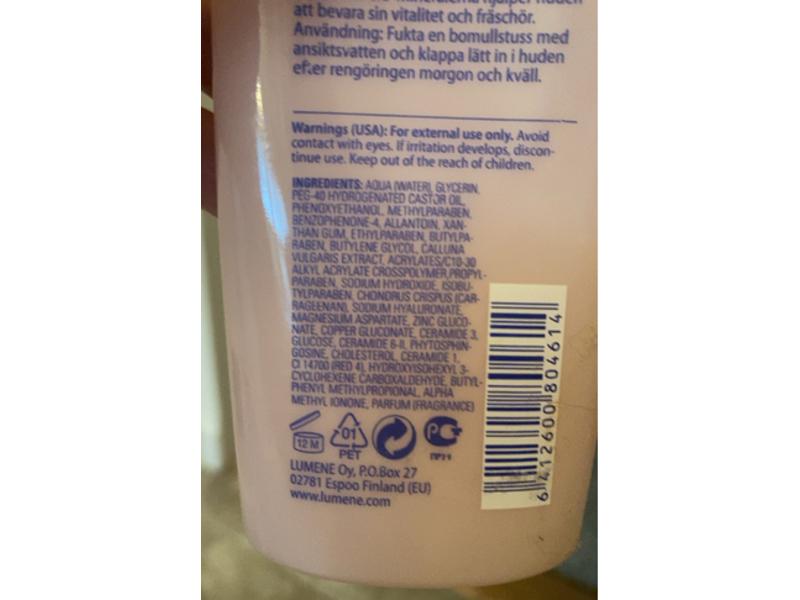 hjälper huden
att bevara sin vitalitet och fräschör.
Användning: Fukta en bomullstuss med
ansiktsvatten och klappa lätt in i huden
efter rengöringen morgon och kväll.
Warnings (USA): For external use only. Avoid
contact with eyes. If irritation develops, discon-
tinue use. Keep out of the reach of children.
INGREDIENTS: AQUA (WATER), GLYCERIN,
PEG-40 HYDROGENATED CASTOR OIL,
PHENOXYETHANOL, METHYLPARABEN,
BENZOPHENONE-4, ALLANTOIN, XAN-
THAN GUM, ETHYLPARABEN, BUTYLPA-
RABEN, BUTYLENE GLYCOL, CALLUNA
VULGARIS EXTRACT, ACRYLATES/C10-30
ALKYL ACRYLATE CROSSPOLYMER,PROPYL-
PARABEN, SODIUM HYDROXIDE, ISOBU-
TYLPARABEN, CHONDRUS CRISPUS (CAR-
RAGEENAN), SODIUM HYALURONATE,
MAGNESIUM ASPARTATE, ZINC GLUCO-
NATE, COPPER GLUCONATE, CERAMIDE 3,
GLUCOSE, CERAMIDE 6-II, PHYTOSPHIN-
GOSINE, CHOLESTEROL, CERAMIDE 1,
CI 14700 (RED 4), HYDROXYISOHEXYL 3-
CYCLOHEXENE CARBOXALDEHYDE, BUTYL-
PHENYL METHYLPROPIONAL, ALPHA
METHYL IONONE, PARFUM (FRAGRANCE)
12 M
01
PET
LUMENE Oy, P.O.Box 27
02781 Espoo Finland (EU)
www.lumene.com
6 412600 804614